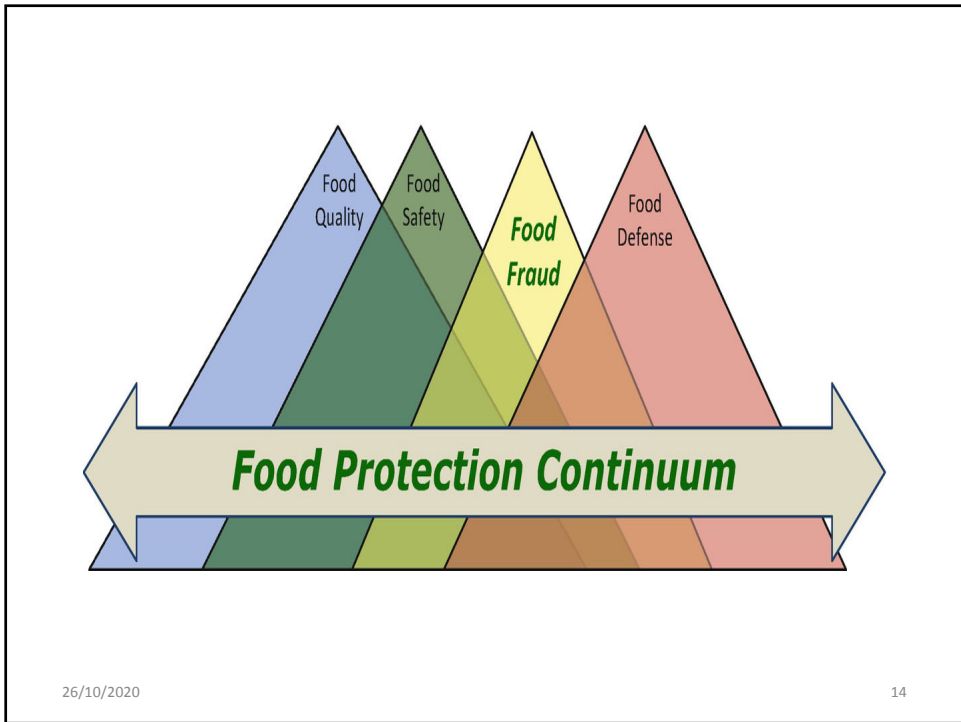 Food
Quality
Food
Safety
Food
Fraud
Food
Defense
Food Protection Continuum
26/10/2020
14